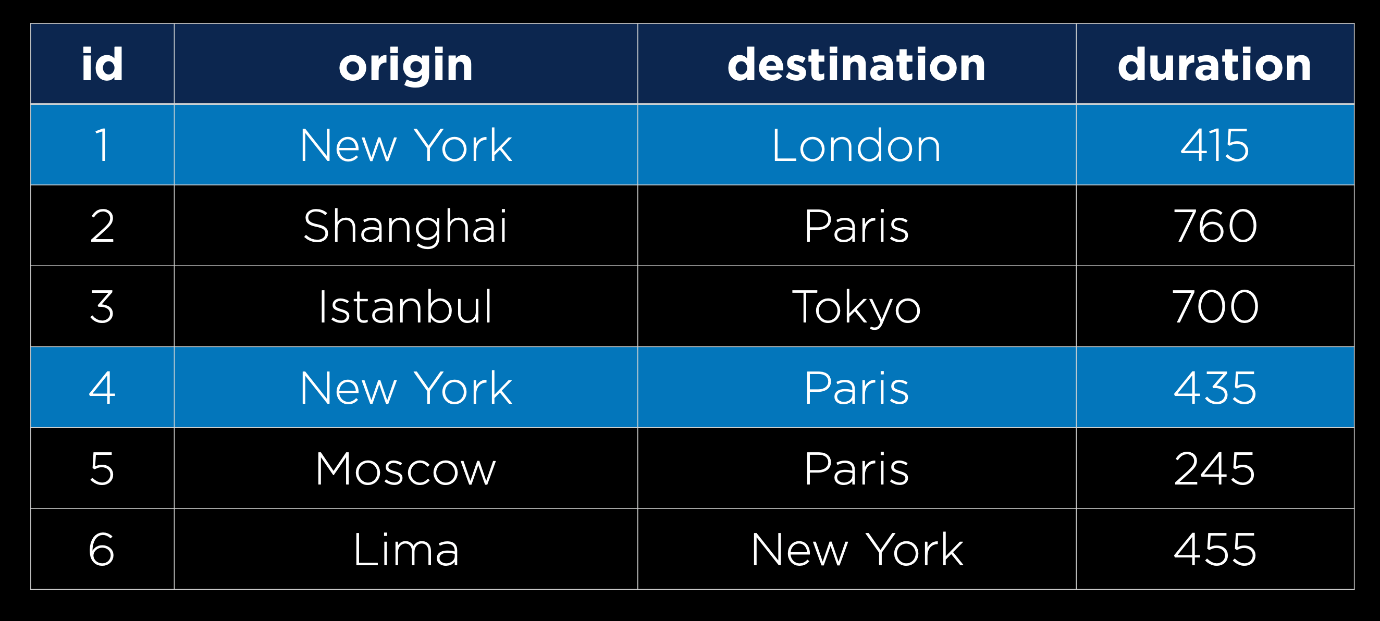 id origin destination duration
1 New York London 415
2 Shanghai Paris 760
3 Istanbul Tokyo 700
4 New York Paris 435
5 Moscow Paris 245
6 Lima New York 455